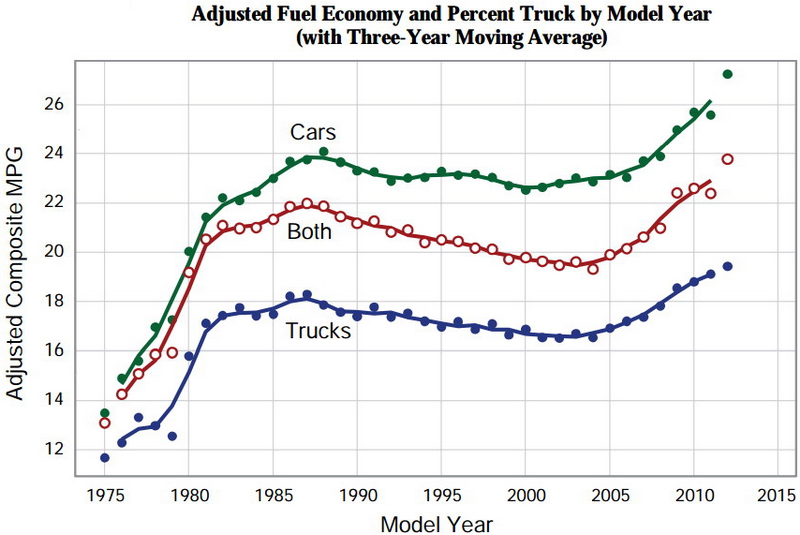 Adjusted Fuel Economy and Percent Truck by Model Year
(with Three-Year Moving Average)
Adjusted Composite MPG
26
24
22
20
18
16
14
12
Cars
Both
Trucks
1975 1980 1985 1990 1995 2000 2005 2010 2015
Model Year